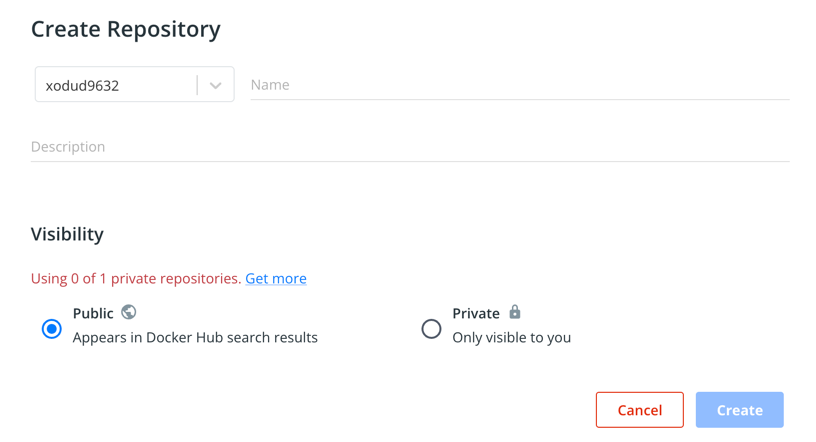 Create Repository
xodud9632 Name
Description
Visibility
Using 0 of 1 private repositories. Get more
Public Private
Appears in Docker Hub search results Only visible to you
Cancel Create